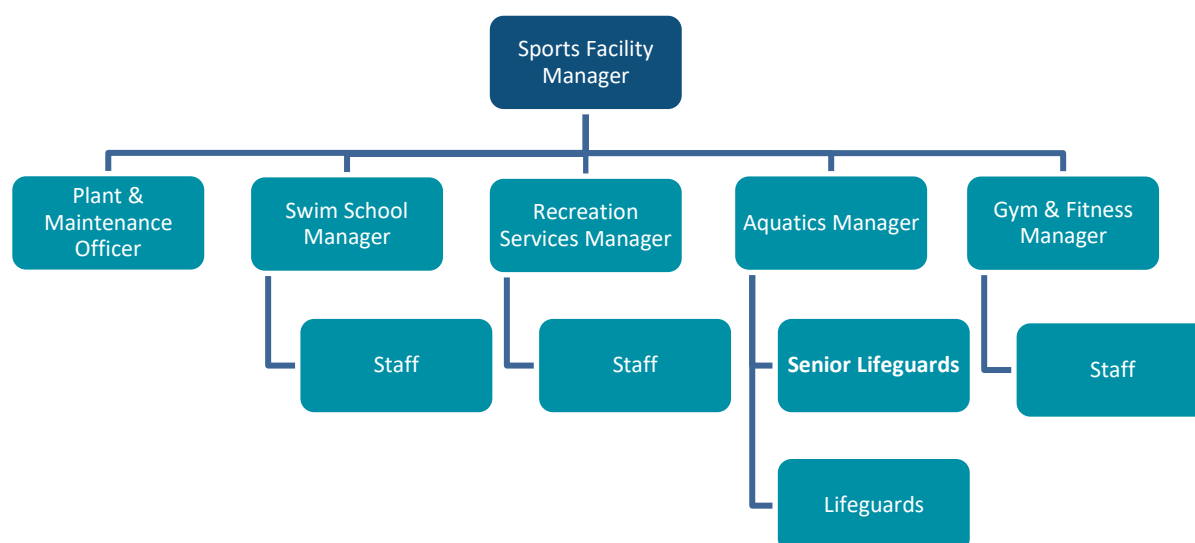 Sports Facility
Manager
Plant &
Maintenance
Officer
Swim School
Manager
Recreation
Services Manager
Aquatics Manager
Gym & Fitness
Manager
Staff
Staff
Senior Lifeguards
Staff
Lifeguards